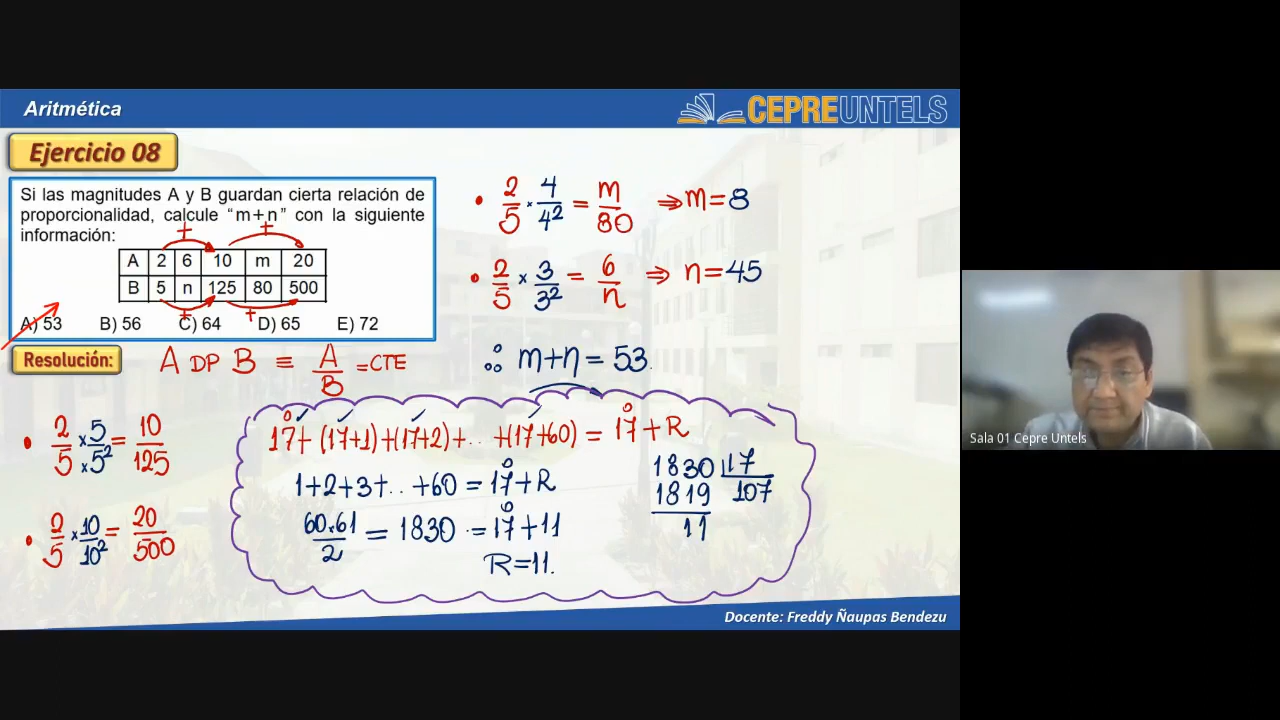 Aritmética
CEPREUNTELS
Ejercicio 08
Si las magnitudes A y B guardan cierta relación de
proporcionalidad, calcule “m+n” con la siguiente
información:
+ +
A 2 6 10 m 20
B 5 n 125 80 500
+ +
A) 53 B) 56 C) 64 D) 65 E) 72
Resolución:
A DP B ≡ A/B = CTE
• 2/5 × 5/× 5² = 10/125
• 2/5 × 10/10² = 20/500
• 2/5 × 4/4² = m/80 ⇒ m = 8
• 2/5 × 3/3² = 6/n ⇒ n = 45
∴ m+n = 53.
17° + (17+1)+(17+2)+...+(17+60) = 17° + R
1+2+3+...+60 = 17° + R
60.61/2 = 1830 = 17° + 11
R = 11.
1830 17
1819 107
11
Docente: Freddy Ñaupas Bendezu
Sala 01 Cepre Untels